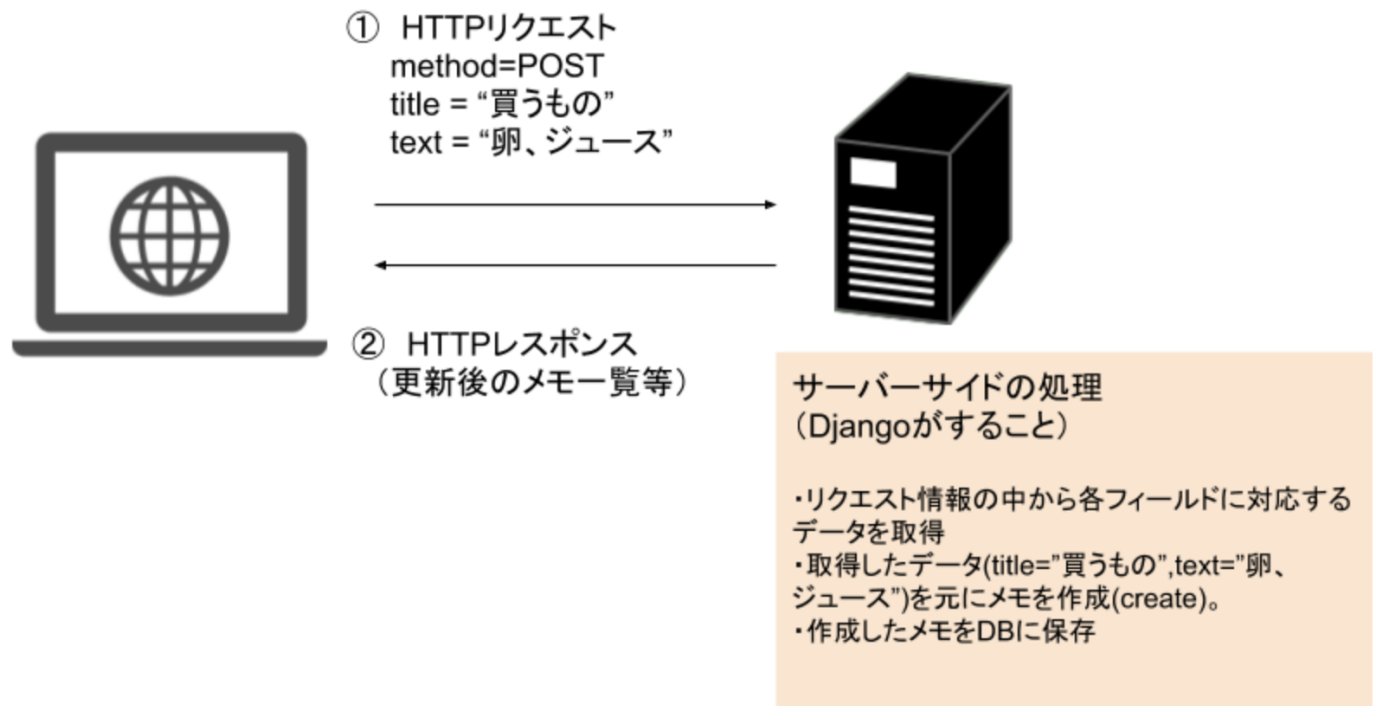 ① HTTPリクエスト
method=POST
title = “買うもの”
text = “卵、ジュース”
② HTTPレスポンス
（更新後のメモ一覧等）
サーバーサイドの処理
（Djangoがすること）
・リクエスト情報の中から各フィールドに対応する
データを取得
・取得したデータ(title=”買うもの”,text=”卵、
ジュース”)を元にメモを作成(create)。
・作成したメモをDBに保存